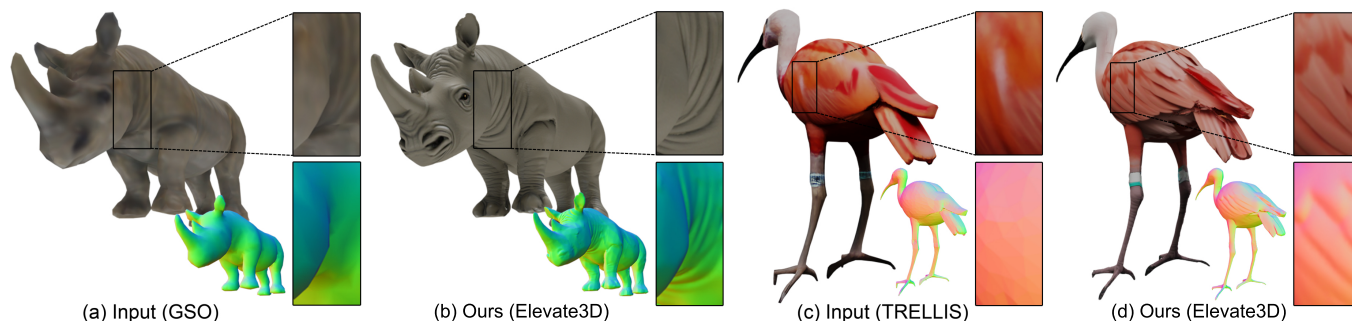 (a) Input (GSO)
(b) Ours (Elevate3D)
(c) Input (TRELLIS)
(d) Ours (Elevate3D)